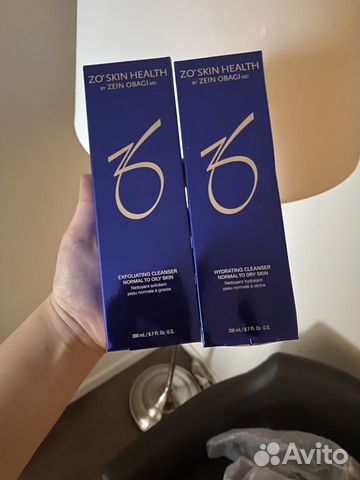 ZO® SKIN HEALTH
BY ZEIN OBAGI MD
EXFOLIATING CLEANSER
NORMAL TO OILY SKIN
Nettoyant exfoliant
peau normale à grasse
200 mL / 6.7 Fl. Oz. U.S.
ZO® SKIN HEALTH
BY ZEIN OBAGI MD
HYDRATING CLEANSER
NORMAL TO DRY SKIN
Nettoyant hydratant
peau normale à sèche
200 mL / 6.7 Fl. Oz. U.S.
Avito